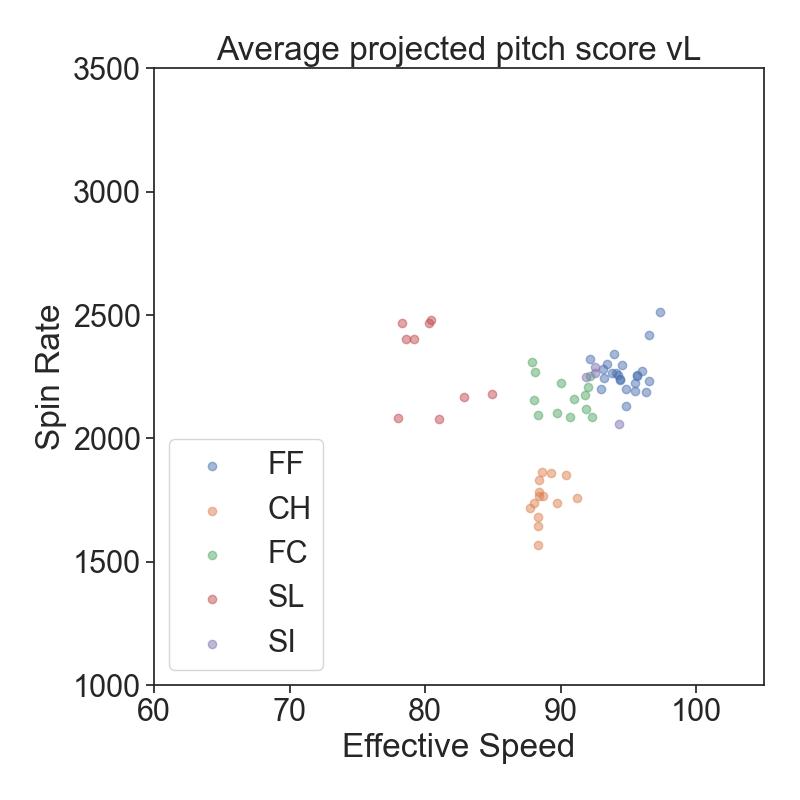 Average projected pitch score vL
3500
3000
2500
2000
1500
1000
Spin Rate
FF
CH
FC
SL
SI
60
70
80
90
100
Effective Speed